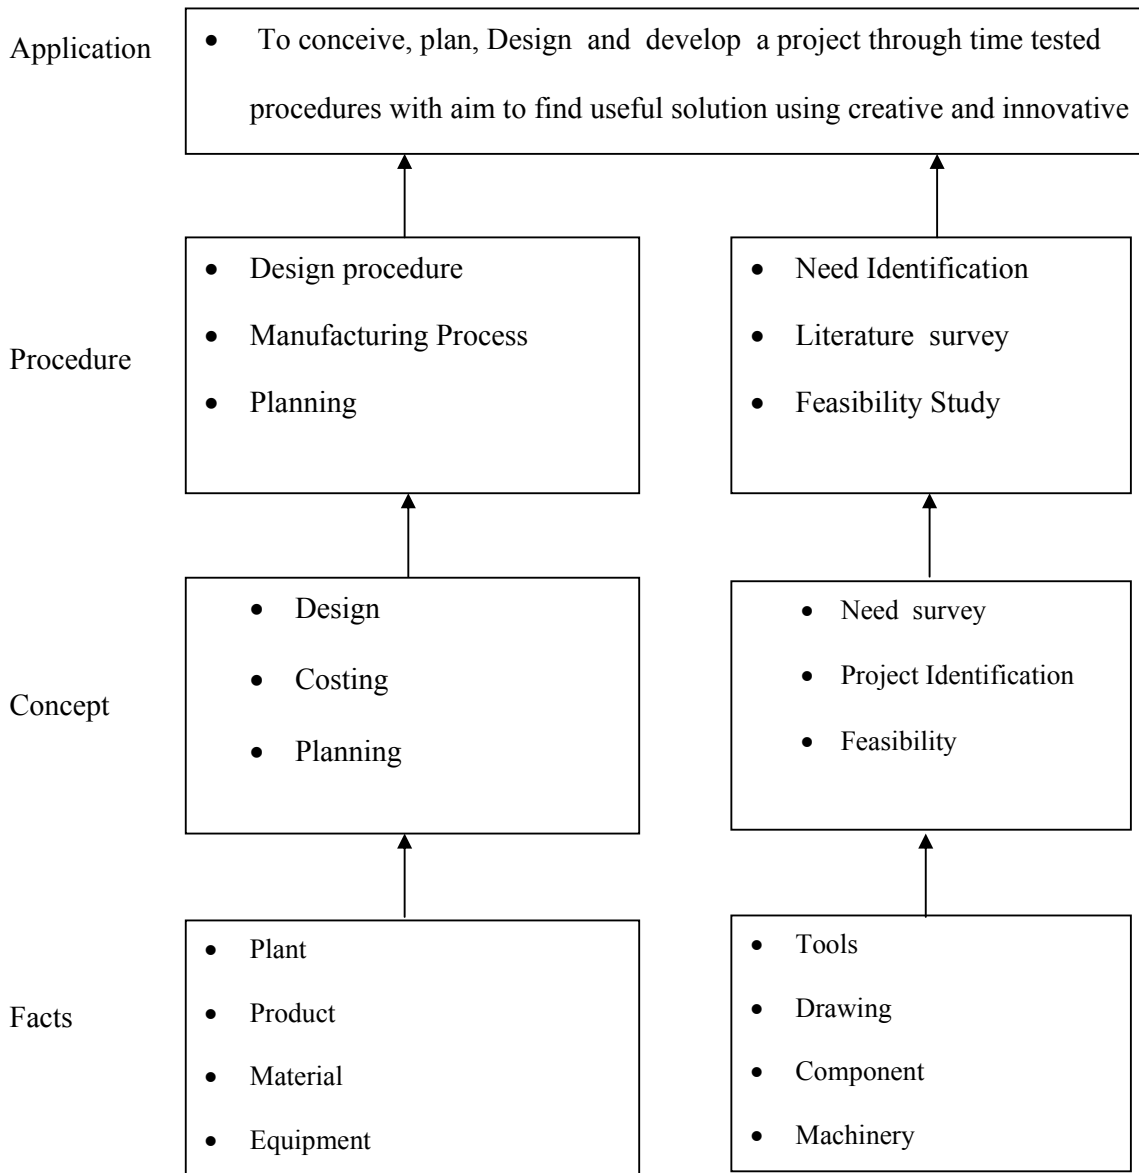 Application
• To conceive, plan, Design and develop a project through time tested
procedures with aim to find useful solution using creative and innovative
Procedure
• Design procedure
• Manufacturing Process
• Planning
• Need Identification
• Literature survey
• Feasibility Study
Concept
• Design
• Costing
• Planning
• Need survey
• Project Identification
• Feasibility
Facts
• Plant
• Product
• Material
• Equipment
• Tools
• Drawing
• Component
• Machinery